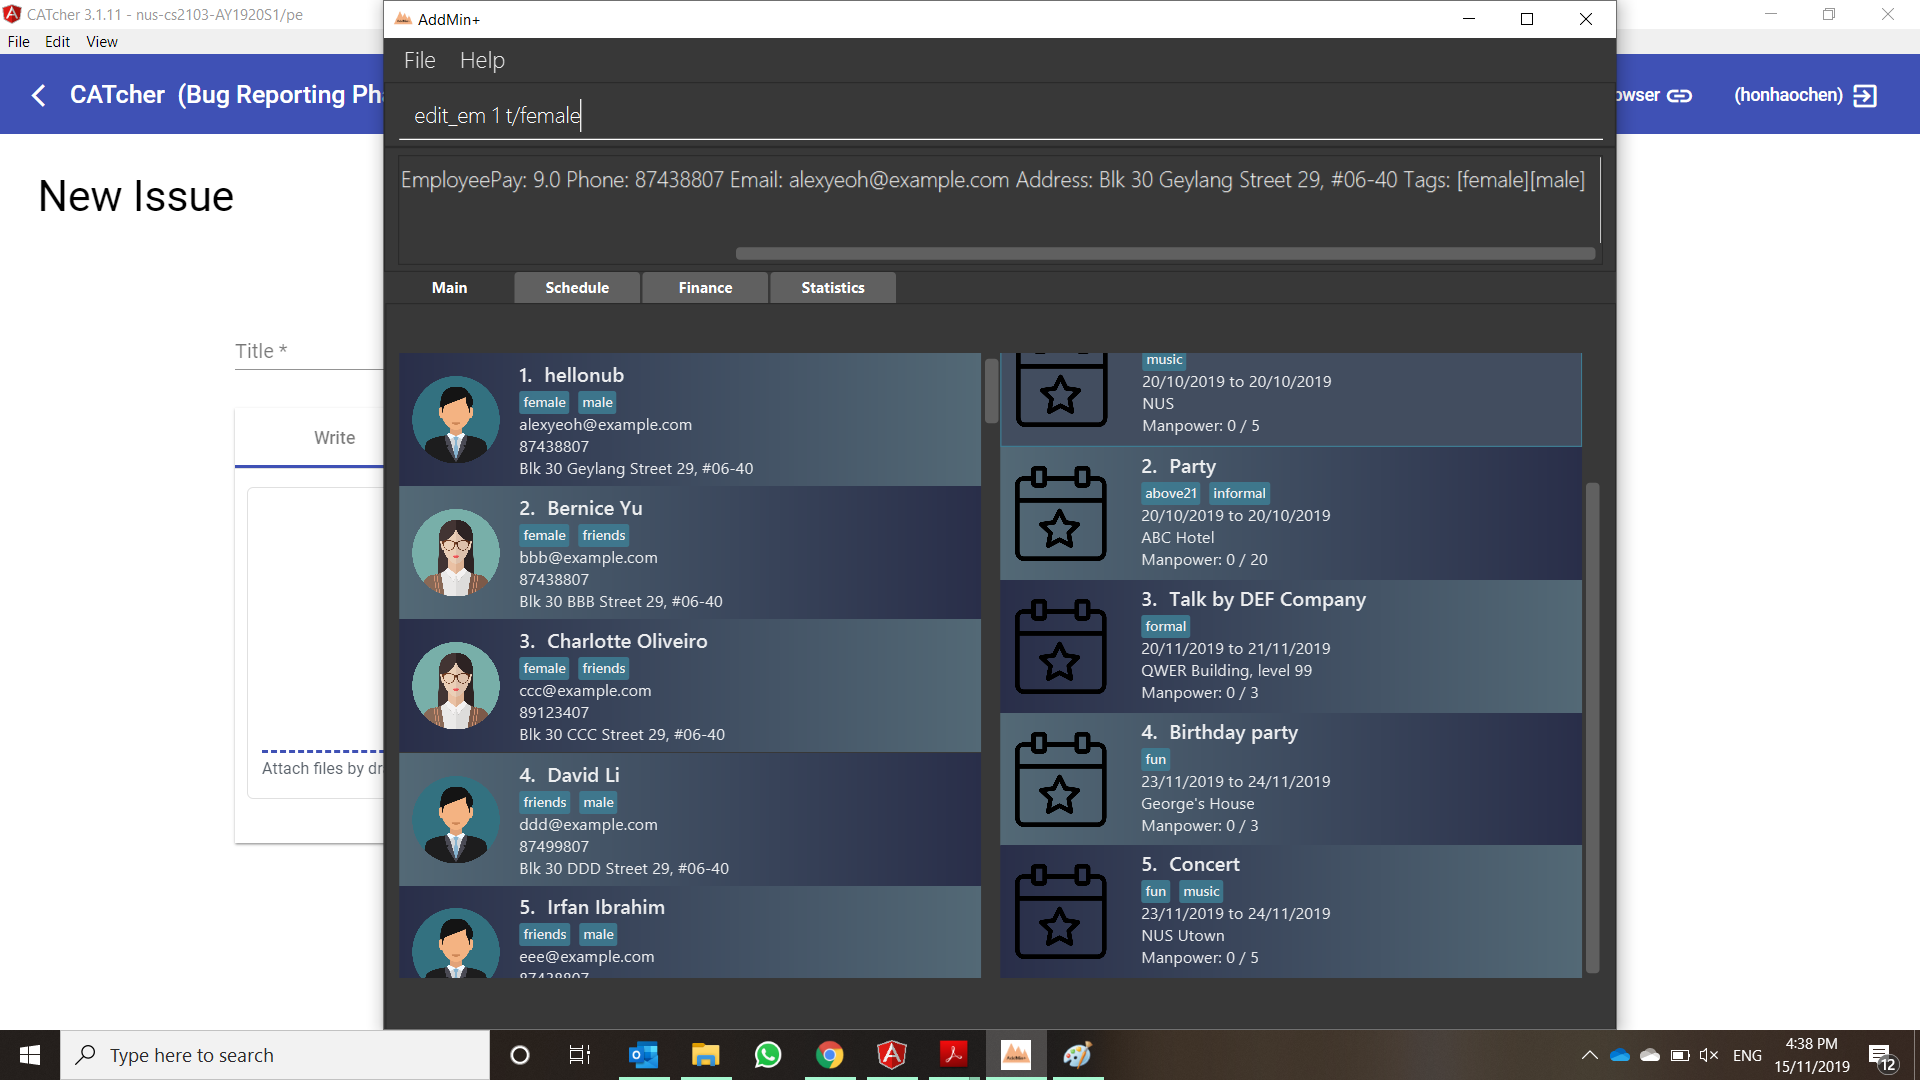 CATcher 3.1.11 - nus-cs2103-AY1920S1/pe
File Edit View
CATcher (Bug Reporting Pha
owser
(honhaochen)
New Issue
Title *
Write
Attach files by dra
AddMin+
File Help
edit_em 1 t/female
EmployeePay: 9.0 Phone: 87438807 Email: alexyeoh@example.com Address: Blk 30 Geylang Street 29, #06-40 Tags: [female][male]
Main Schedule Finance Statistics
1. hellonub
female male
alexyeoh@example.com
87438807
Blk 30 Geylang Street 29, #06-40
2. Bernice Yu
female friends
bbb@example.com
87438807
Blk 30 BBB Street 29, #06-40
3. Charlotte Oliveiro
female friends
ccc@example.com
89123407
Blk 30 CCC Street 29, #06-40
4. David Li
friends male
ddd@example.com
87499807
Blk 30 DDD Street 29, #06-40
5. Irfan Ibrahim
friends male
eee@example.com
87438807
music
20/10/2019 to 20/10/2019
NUS
Manpower: 0 / 5
2. Party
above21 informal
20/10/2019 to 20/10/2019
ABC Hotel
Manpower: 0 / 20
3. Talk by DEF Company
formal
20/11/2019 to 21/11/2019
QWER Building, level 99
Manpower: 0 / 3
4. Birthday party
fun
23/11/2019 to 24/11/2019
George's House
Manpower: 0 / 3
5. Concert
fun music
23/11/2019 to 24/11/2019
NUS Utown
Manpower: 0 / 5
Type here to search
ENG
4:38 PM
15/11/2019
12